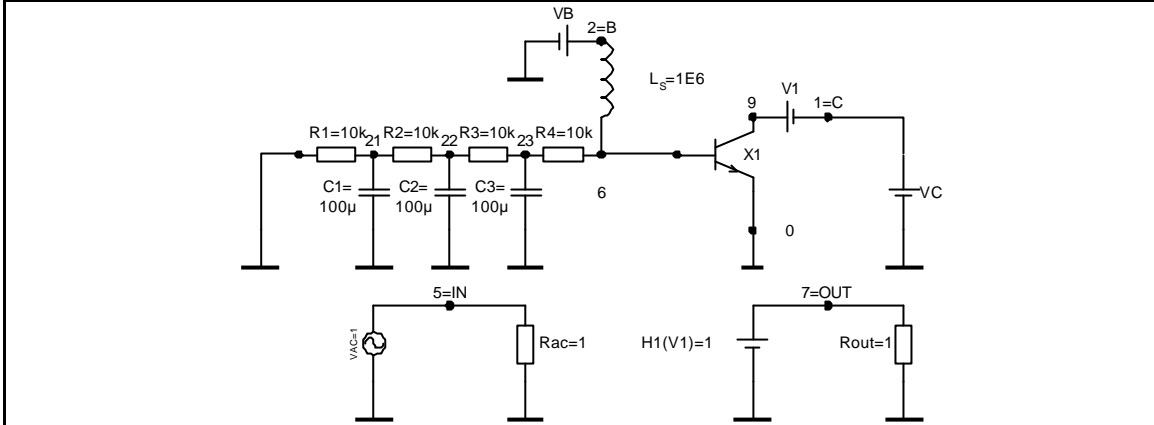 VB
2=B
L_S=1E6
V1
9
1=C
R1=10k
21
R2=10k
22
R3=10k
23
R4=10k
X1
C1=
100µ
C2=
100µ
C3=
100µ
6
VC
0
5=IN
7=OUT
VAC=1
Rac=1
H1(V1)=1
Rout=1